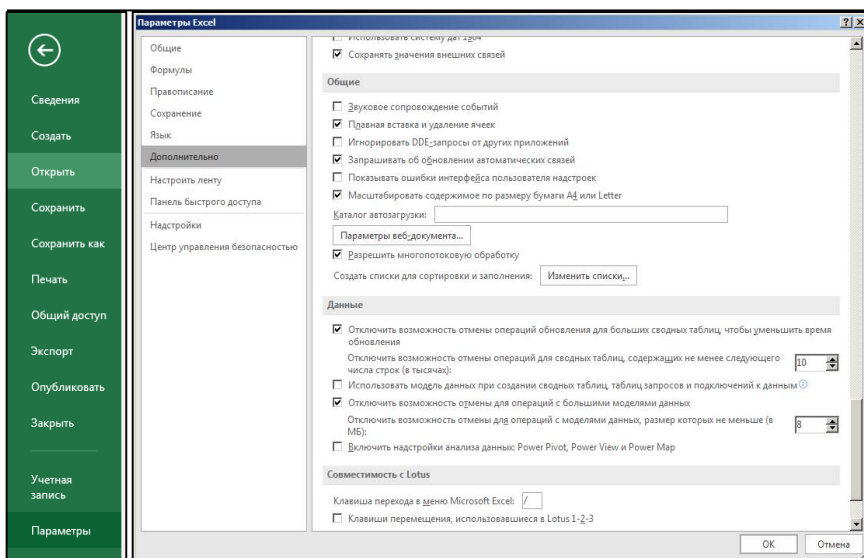 Сведения
Создать
Открыть
Сохранить
Сохранить как
Печать
Общий доступ
Экспорт
Опубликовать
Закрыть
Учетная
запись
Параметры
Параметры Excel
Общие
Формулы
Правописание
Сохранение
Язык
Дополнительно
Настроить ленту
Панель быстрого доступа
Надстройки
Центр управления безопасностью
Использовать систему дат 1904
Сохранять значения внешних связей
Общие
Звуковое сопровождение событий
Плавная вставка и удаление ячеек
Игнорировать DDE-запросы от других приложений
Запрашивать об обновлении автоматических связей
Показывать ошибки интерфейса пользователя надстроек
Масштабировать содержимое по размеру бумаги A4 или Letter
Каталог автозагрузки:
Параметры веб-документа...
Разрешить многопотоковую обработку
Создать списки для сортировки и заполнения: Изменить списки...
Данные
Отключить возможность отмены операций обновления для больших сводных таблиц, чтобы уменьшить время
обновления
Отключить возможность отмены операций для сводных таблиц, содержащих не менее следующего
числа строк (в тысячах): 10
Использовать модель данных при создании сводных таблиц, таблиц запросов и подключений к данным
Отключить возможность отмены для операций с большими моделями данных
Отключить возможность отмены для операций с моделями данных, размер которых не меньше (в
МБ): 8
Включить надстройки анализа данных: Power Pivot, Power View и Power Map
Совместимость с Lotus
Клавиша перехода в меню Microsoft Excel: /
Клавиши перемещения, использовавшиеся в Lotus 1-2-3
ОК Отмена